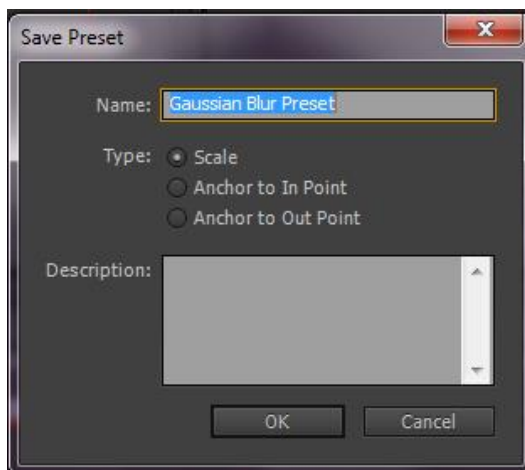 Save Preset
Name: Gaussian Blur Preset
Type: Scale
Anchor to In Point
Anchor to Out Point
Description:
OK Cancel